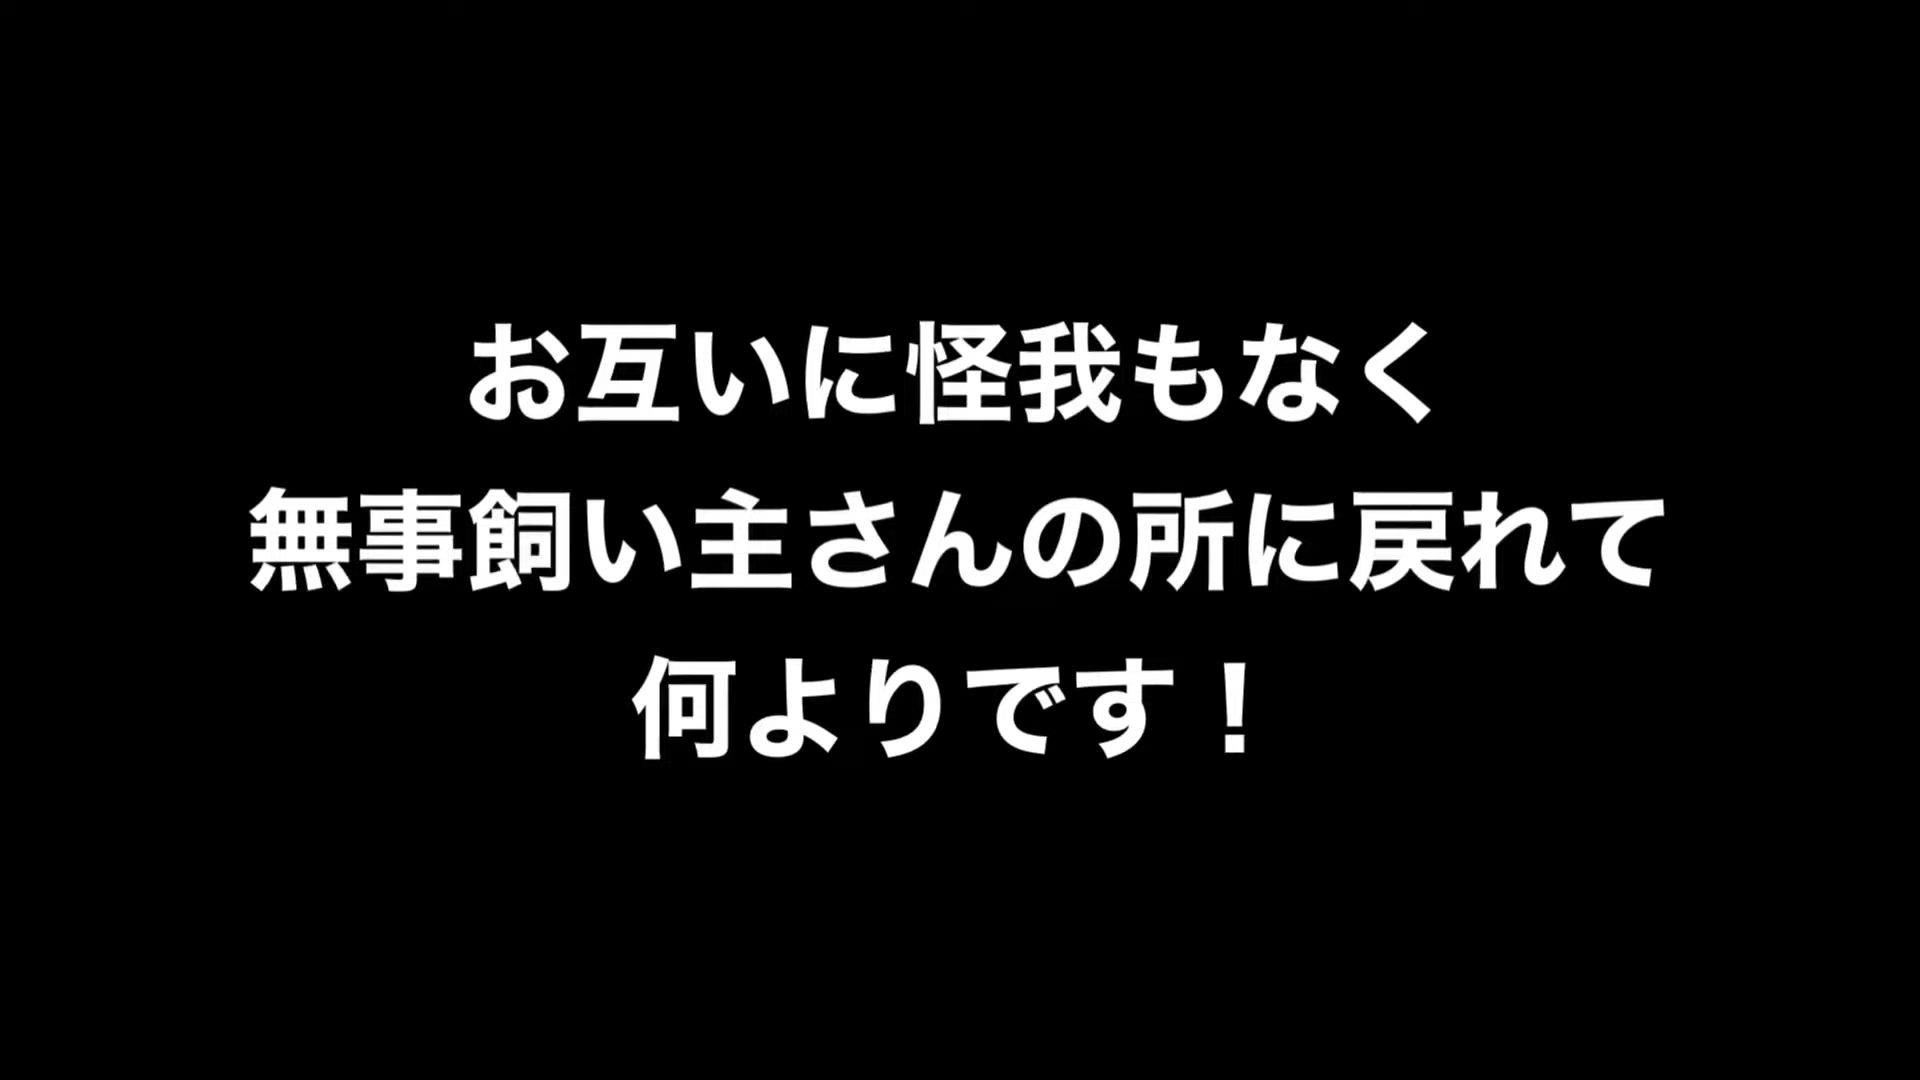 お互いに怪我もなく
無事飼い主さんの所に戻れて
何よりです！